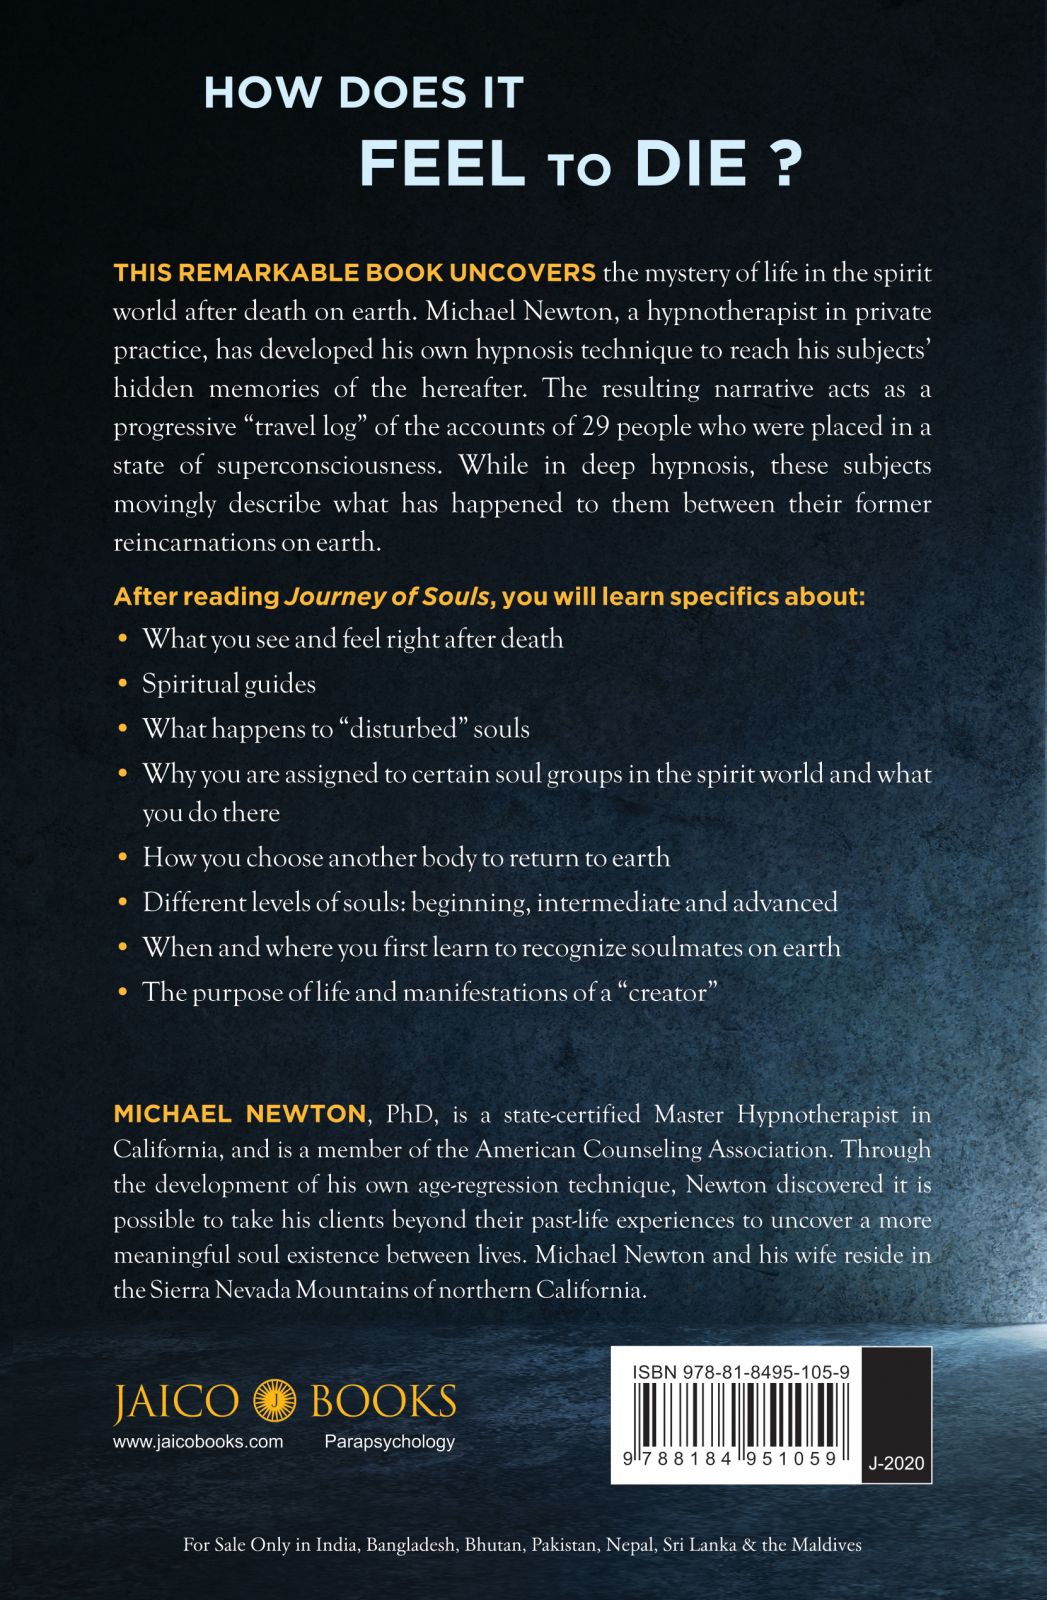 HOW DOES IT
FEEL TO DIE ?
THIS REMARKABLE BOOK UNCOVERS the mystery of life in the spirit
world after death on earth. Michael Newton, a hypnotherapist in private
practice, has developed his own hypnosis technique to reach his subjects’
hidden memories of the hereafter. The resulting narrative acts as a
progressive “travel log” of the accounts of 29 people who were placed in a
state of superconsciousness. While in deep hypnosis, these subjects
movingly describe what has happened to them between their former
reincarnations on earth.
After reading Journey of Souls, you will learn specifics about:
• What you see and feel right after death
• Spiritual guides
• What happens to “disturbed” souls
• Why you are assigned to certain soul groups in the spirit world and what
you do there
• How you choose another body to return to earth
• Different levels of souls: beginning, intermediate and advanced
• When and where you first learn to recognize soulmates on earth
• The purpose of life and manifestations of a “creator”
MICHAEL NEWTON, PhD, is a state-certified Master Hypnotherapist in
California, and is a member of the American Counseling Association. Through
the development of his own age-regression technique, Newton discovered it is
possible to take his clients beyond their past-life experiences to uncover a more
meaningful soul existence between lives. Michael Newton and his wife reside in
the Sierra Nevada Mountains of northern California.
JAICO J BOOKS
www.jaicobooks.com Parapsychology
ISBN 978-81-8495-105-9
9 788184 951059
J-2020
For Sale Only in India, Bangladesh, Bhutan, Pakistan, Nepal, Sri Lanka & the Maldives